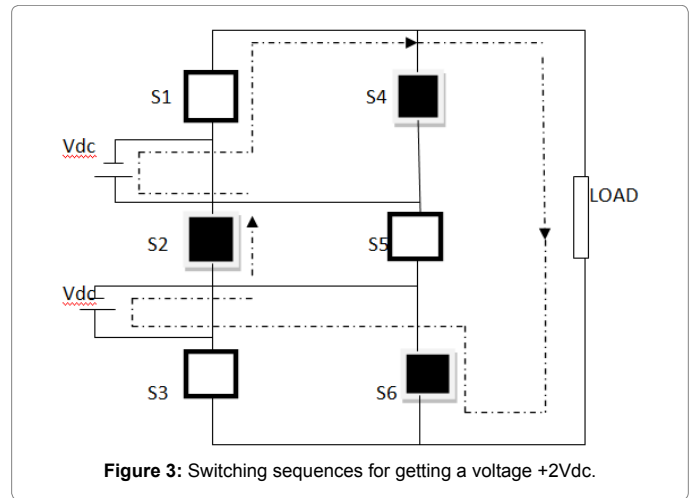 S1
S4
Vdc
LOAD
S2
S5
Vdc
S3
S6
Figure 3: Switching sequences for getting a voltage +2Vdc.